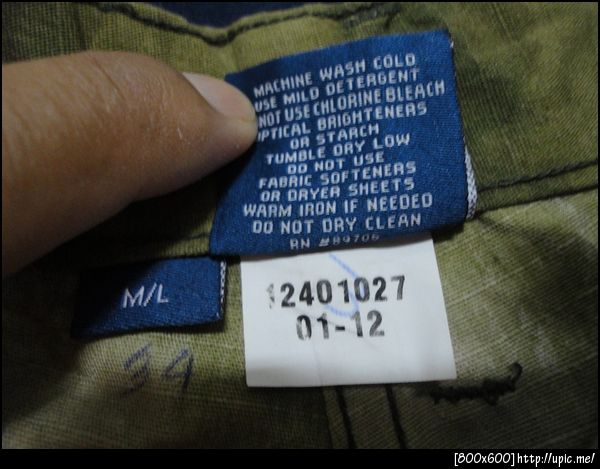 MACHINE WASH COLD
USE MILD DETERGENT
NOT USE CHLORINE BLEACH
OPTICAL BRIGHTENERS
OR STARCH
TUMBLE DRY LOW
DO NOT USE
FABRIC SOFTENERS
OR DRYER SHEETS
WARM IRON IF NEEDED
DO NOT DRY CLEAN
RN #89706
M/L
12401027
01-12
34
[800x600]http://upic.me/